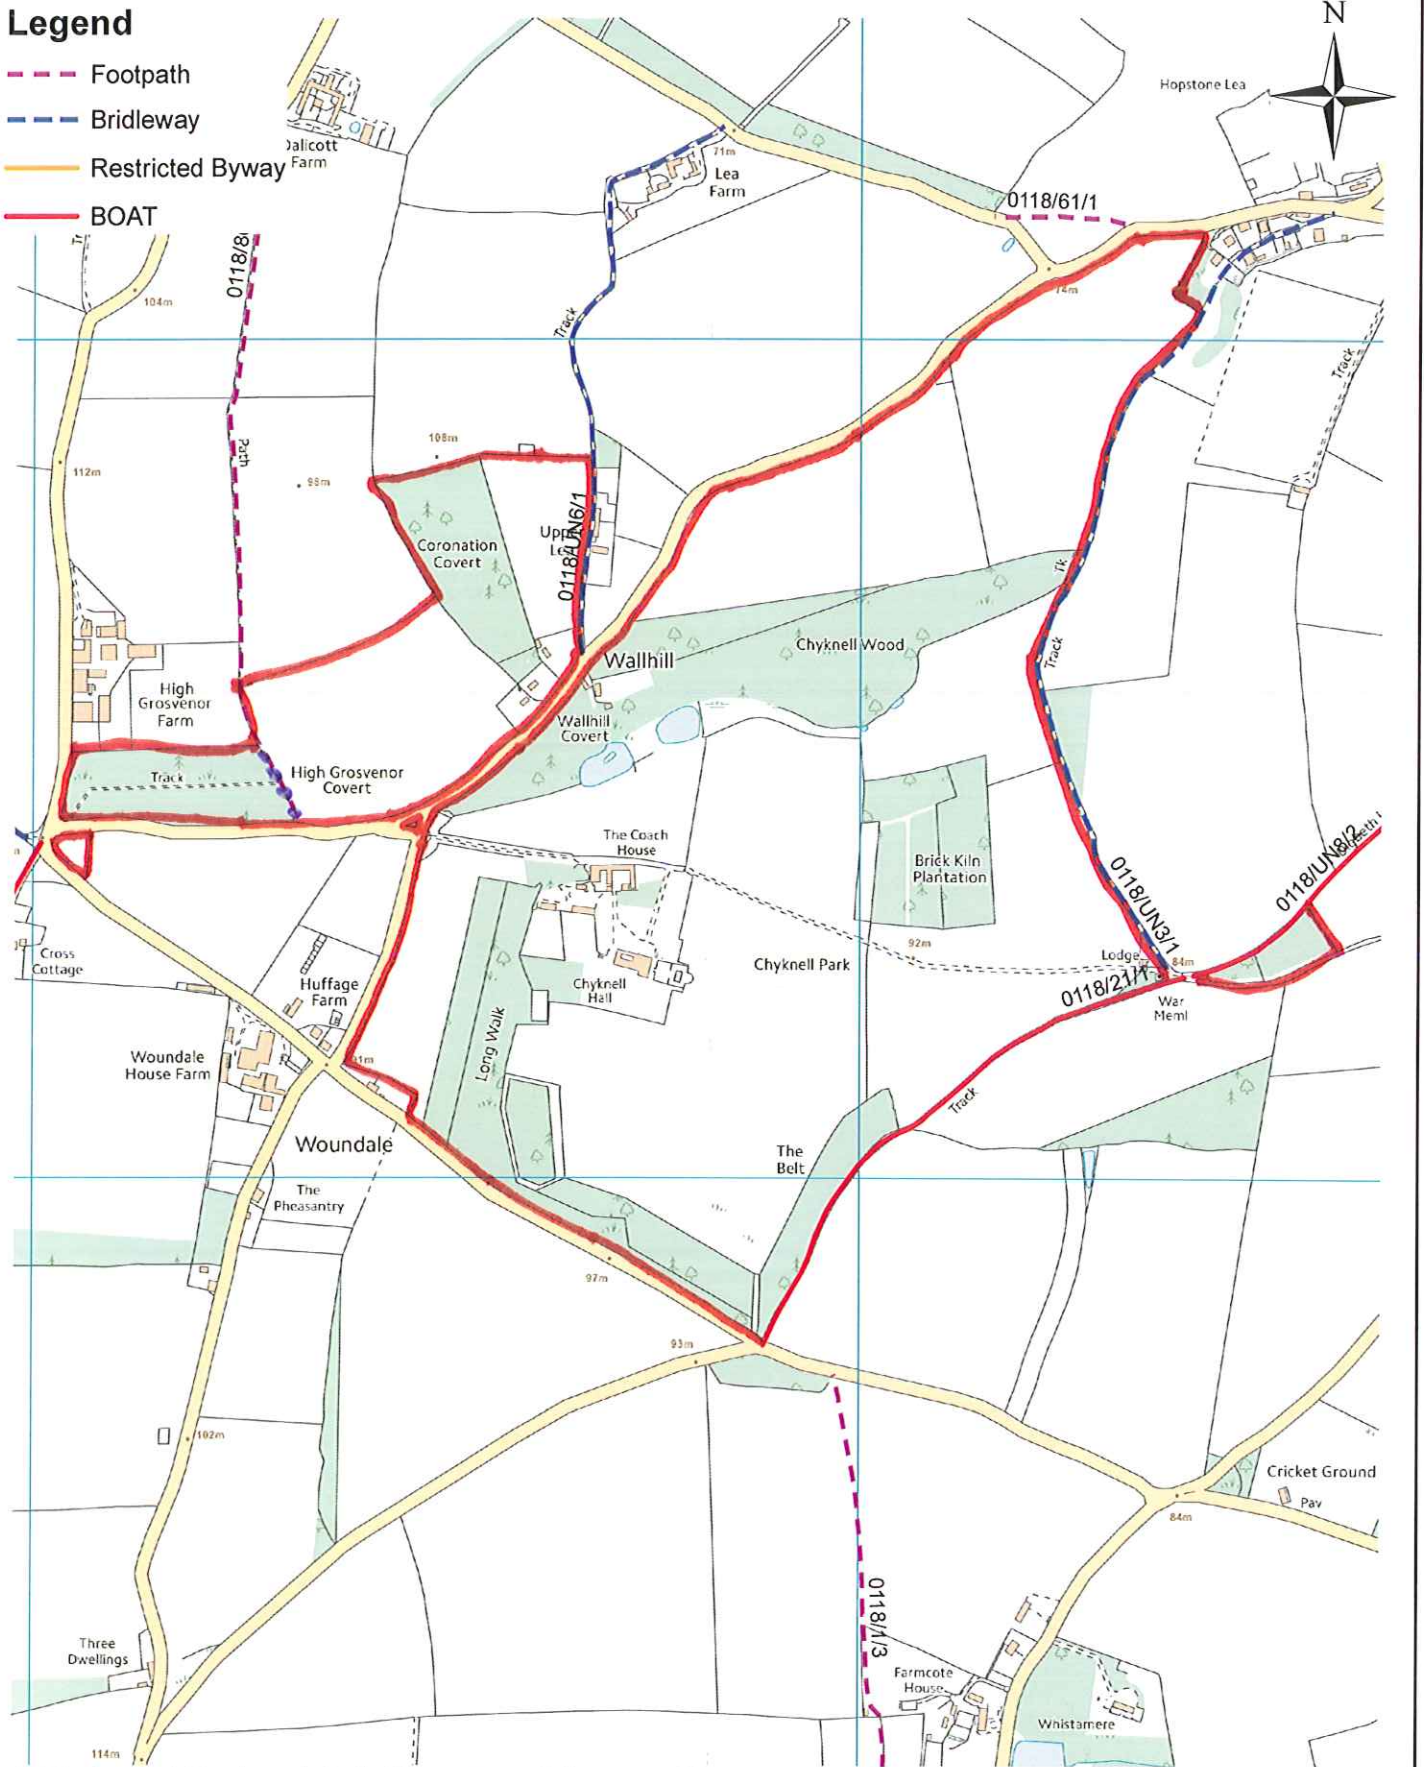 Legend
Footpath
Bridleway
Restricted Byway
BOAT
N
Hopstone Lea
Dalicott
Farm
71m
Lea
Farm
0118/61/1
0118/8
104m
74m
Track
Track
112m
Path
108m
98m
Coronation
Covert
0118/UN6/1
Tk
Chyknell Wood
Track
Wallhill
High
Grosvenor
Farm
Wallhill
Covert
Track
High Grosvenor
Covert
The Coach
House
Brick Kiln
Plantation
0118/UN3/1
0118/UN8/2
92m
Cross
Cottage
Lodge
84m
Chyknell Park
Huffage
Farm
Chyknell
Hall
0118/21/1
War
Meml
Long Walk
91m
Woundale
House Farm
Track
Woundale
The
Belt
The
Pheasantry
97m
93m
102m
Cricket Ground
Pav
84m
0118/1/3
Three
Dwellings
Farmcote
House
Whistamere
114m